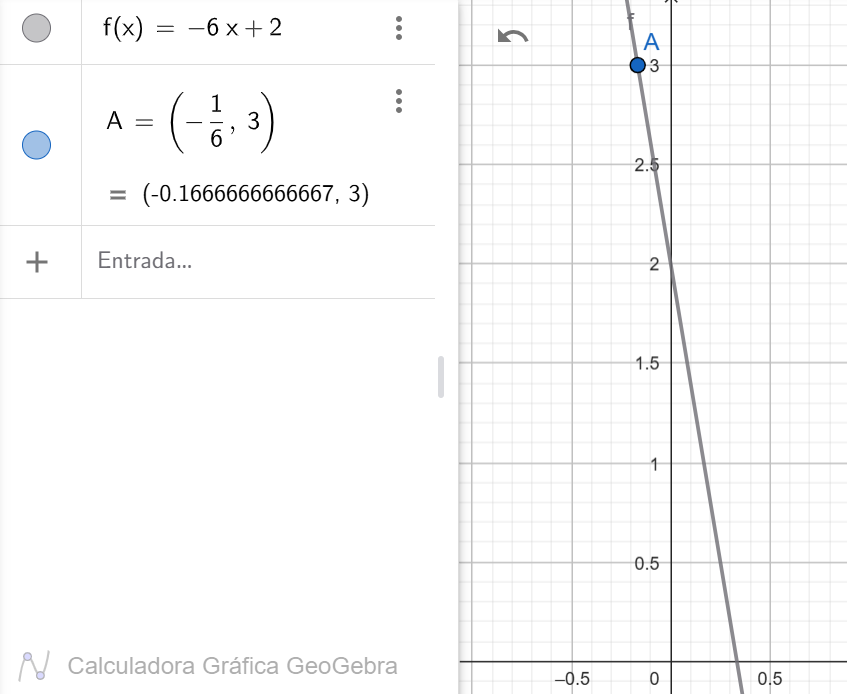 f(x) = −6 x + 2
A = (−1/6, 3)
= (-0.1666666666667, 3)
Entrada...
Calculadora Gráfica GeoGebra
f
A
3
2.5
2
1.5
1
0.5
−0.5
0
0.5